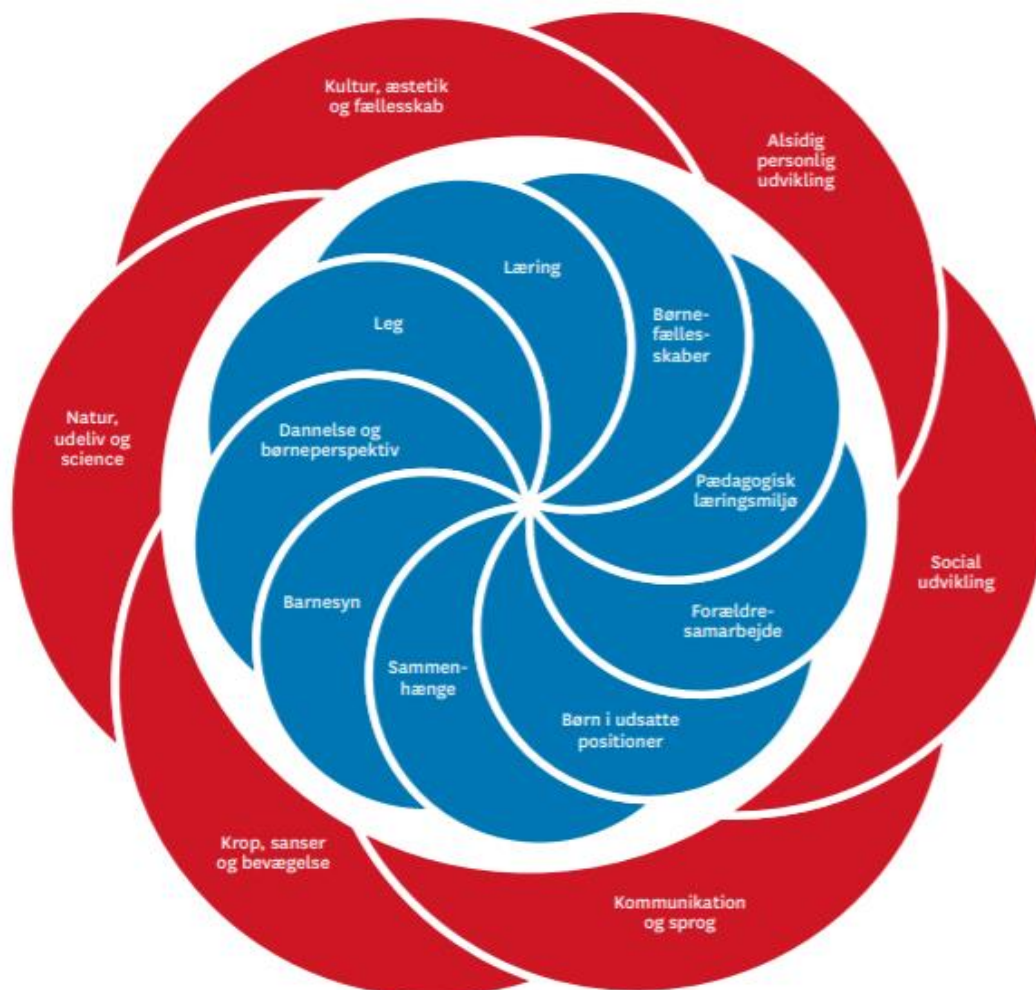 Kultur, æstetik
og fællesskab
Alsidig
personlig
udvikling
Social
udvikling
Kommunikation
og sprog
Krop, sanser
og bevægelse
Natur,
udeliv og
science
Læring
Børne-
fælles-
skaber
Pædagogisk
læringsmiljø
Forældre-
samarbejde
Børn i udsatte
positioner
Sammen-
hænge
Barnesyn
Dannelse og
børneperspektiv
Leg